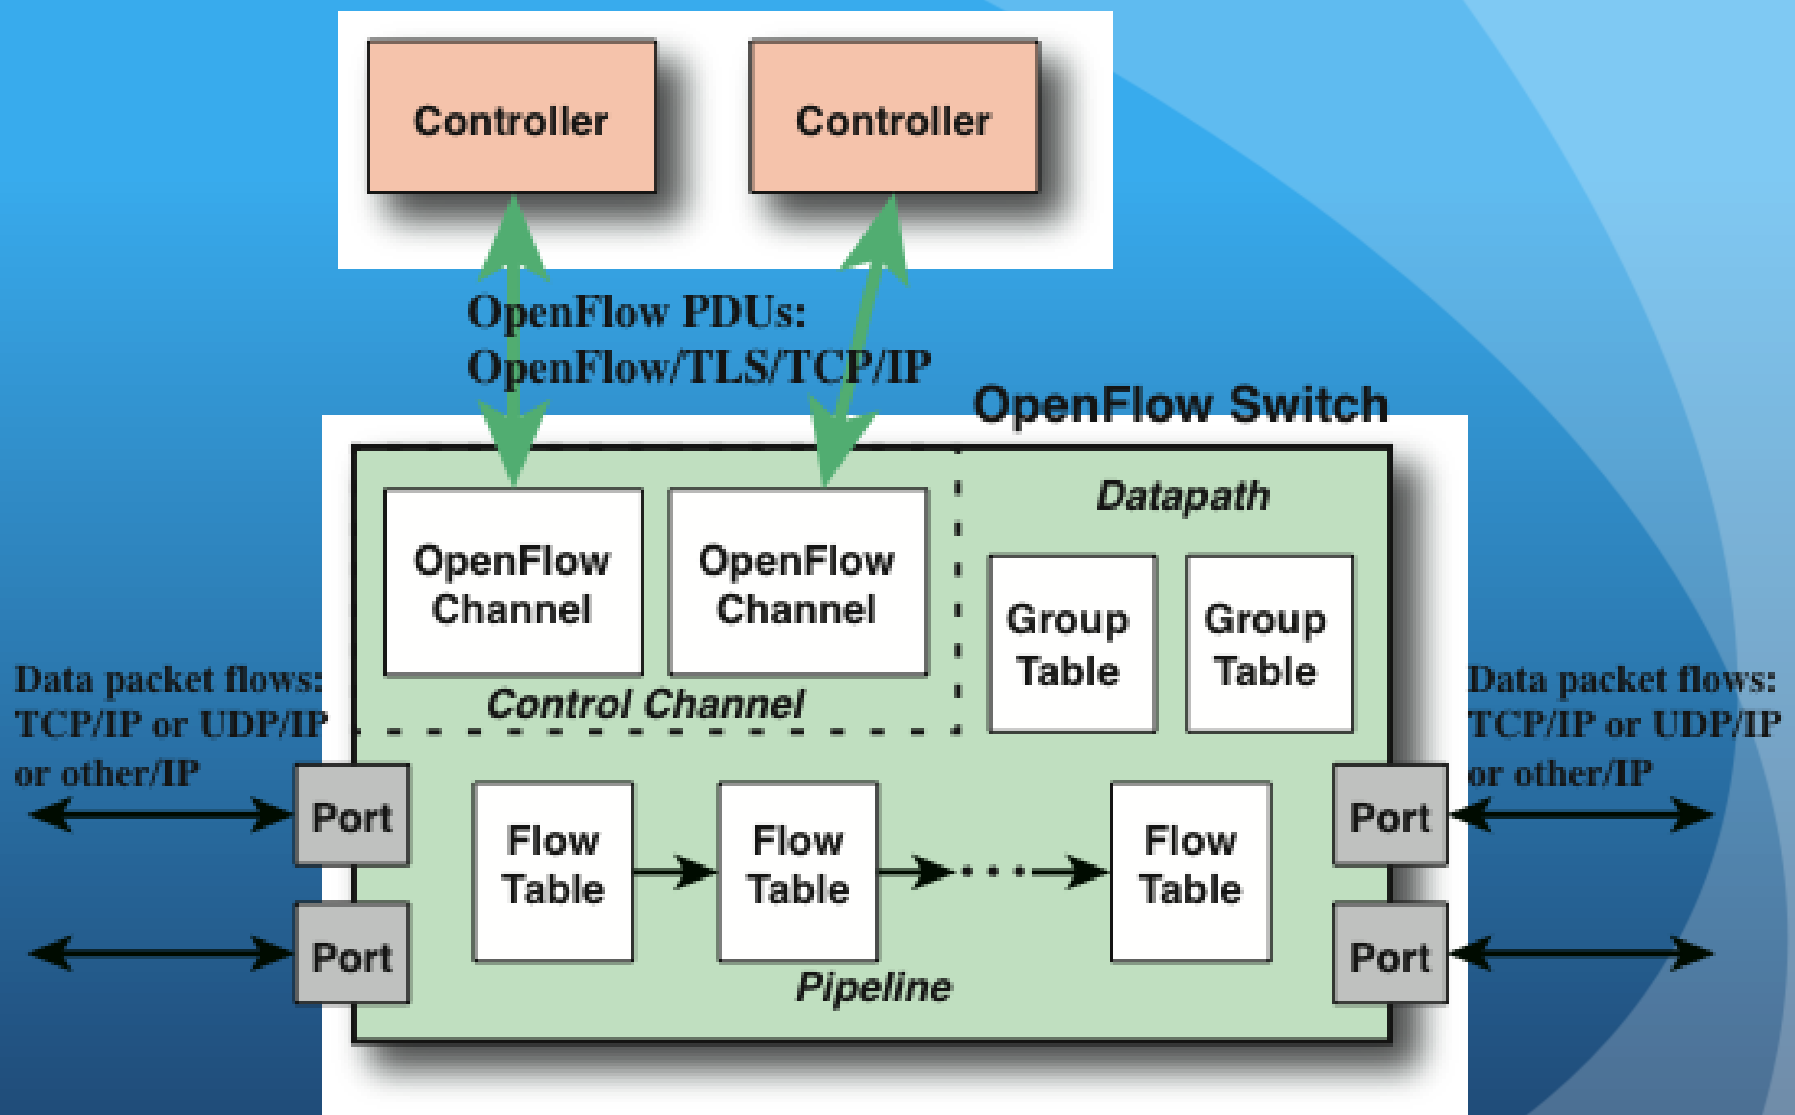 Controller
Controller
OpenFlow PDUs:
OpenFlow/TLS/TCP/IP
OpenFlow Switch
OpenFlow
Channel
OpenFlow
Channel
Control Channel
Datapath
Group
Table
Group
Table
Data packet flows:
TCP/IP or UDP/IP
or other/IP
Data packet flows:
TCP/IP or UDP/IP
or other/IP
Port
Port
Flow
Table
Flow
Table
Flow
Table
Port
Port
Pipeline